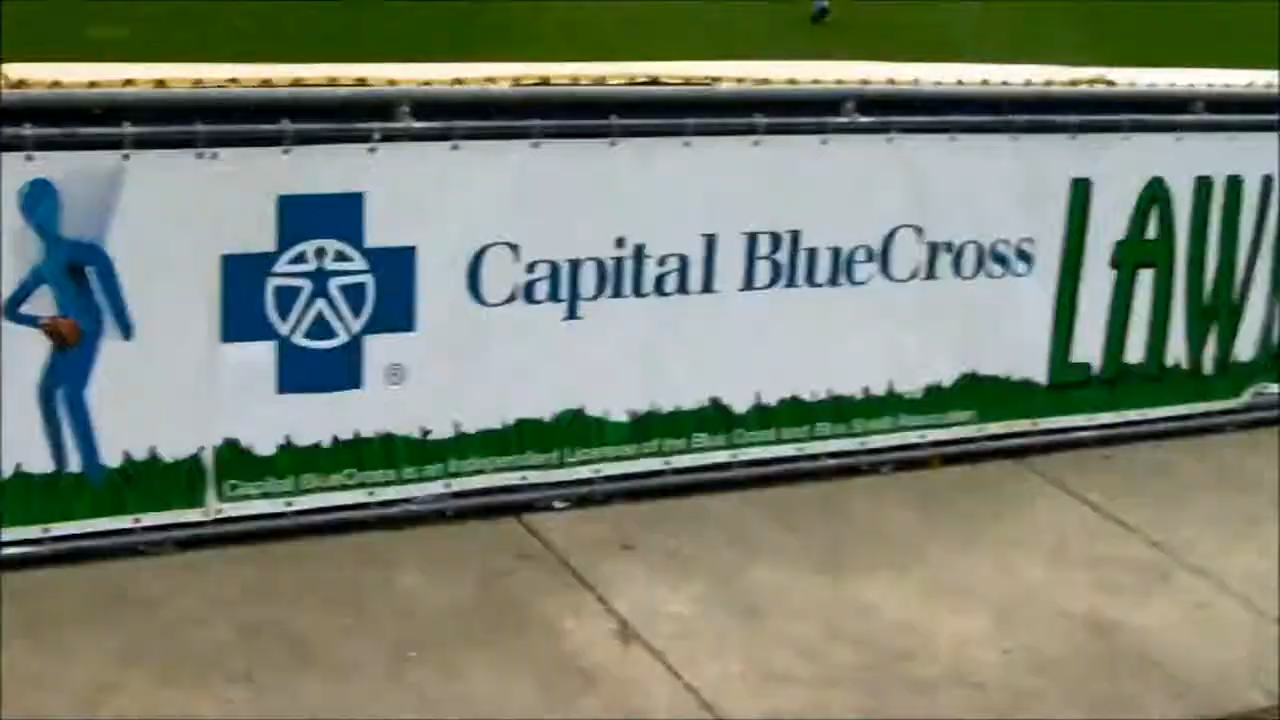 Capital BlueCross
®
LAW
Capital BlueCross is an Independent Licensee of the Blue Cross and Blue Shield Association